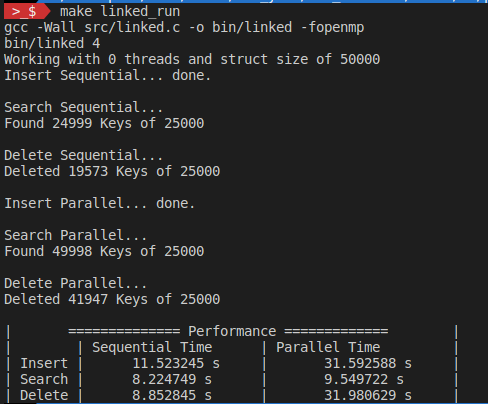 >_$ make linked_run
gcc -Wall src/linked.c -o bin/linked -fopenmp
bin/linked 4
Working with 0 threads and struct size of 50000
Insert Sequential... done.
Search Sequential...
Found 24999 Keys of 25000
Delete Sequential...
Deleted 19573 Keys of 25000
Insert Parallel... done.
Search Parallel...
Found 49998 Keys of 25000
Delete Parallel...
Deleted 41947 Keys of 25000
|       ============== Performance =============        |
|        | Sequential Time      | Parallel Time         |
| Insert |      11.523245 s     |       31.592588 s     |
| Search |      8.224749 s      |       9.549722 s      |
| Delete |      8.852845 s      |       31.980629 s     |